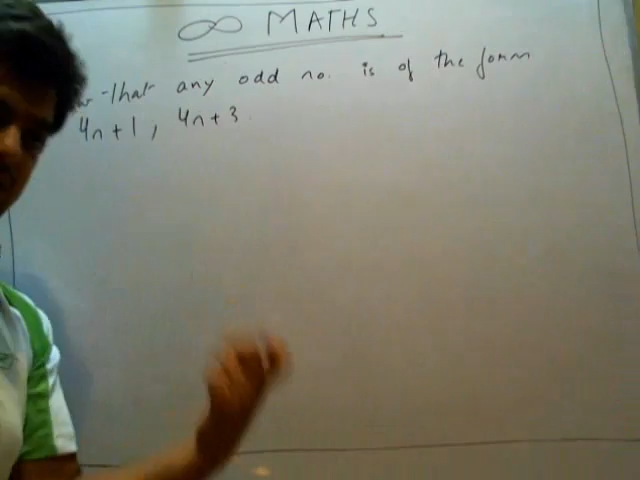 ∞ MATHS
that any odd no. is of the form
4n+1, 4n+3.